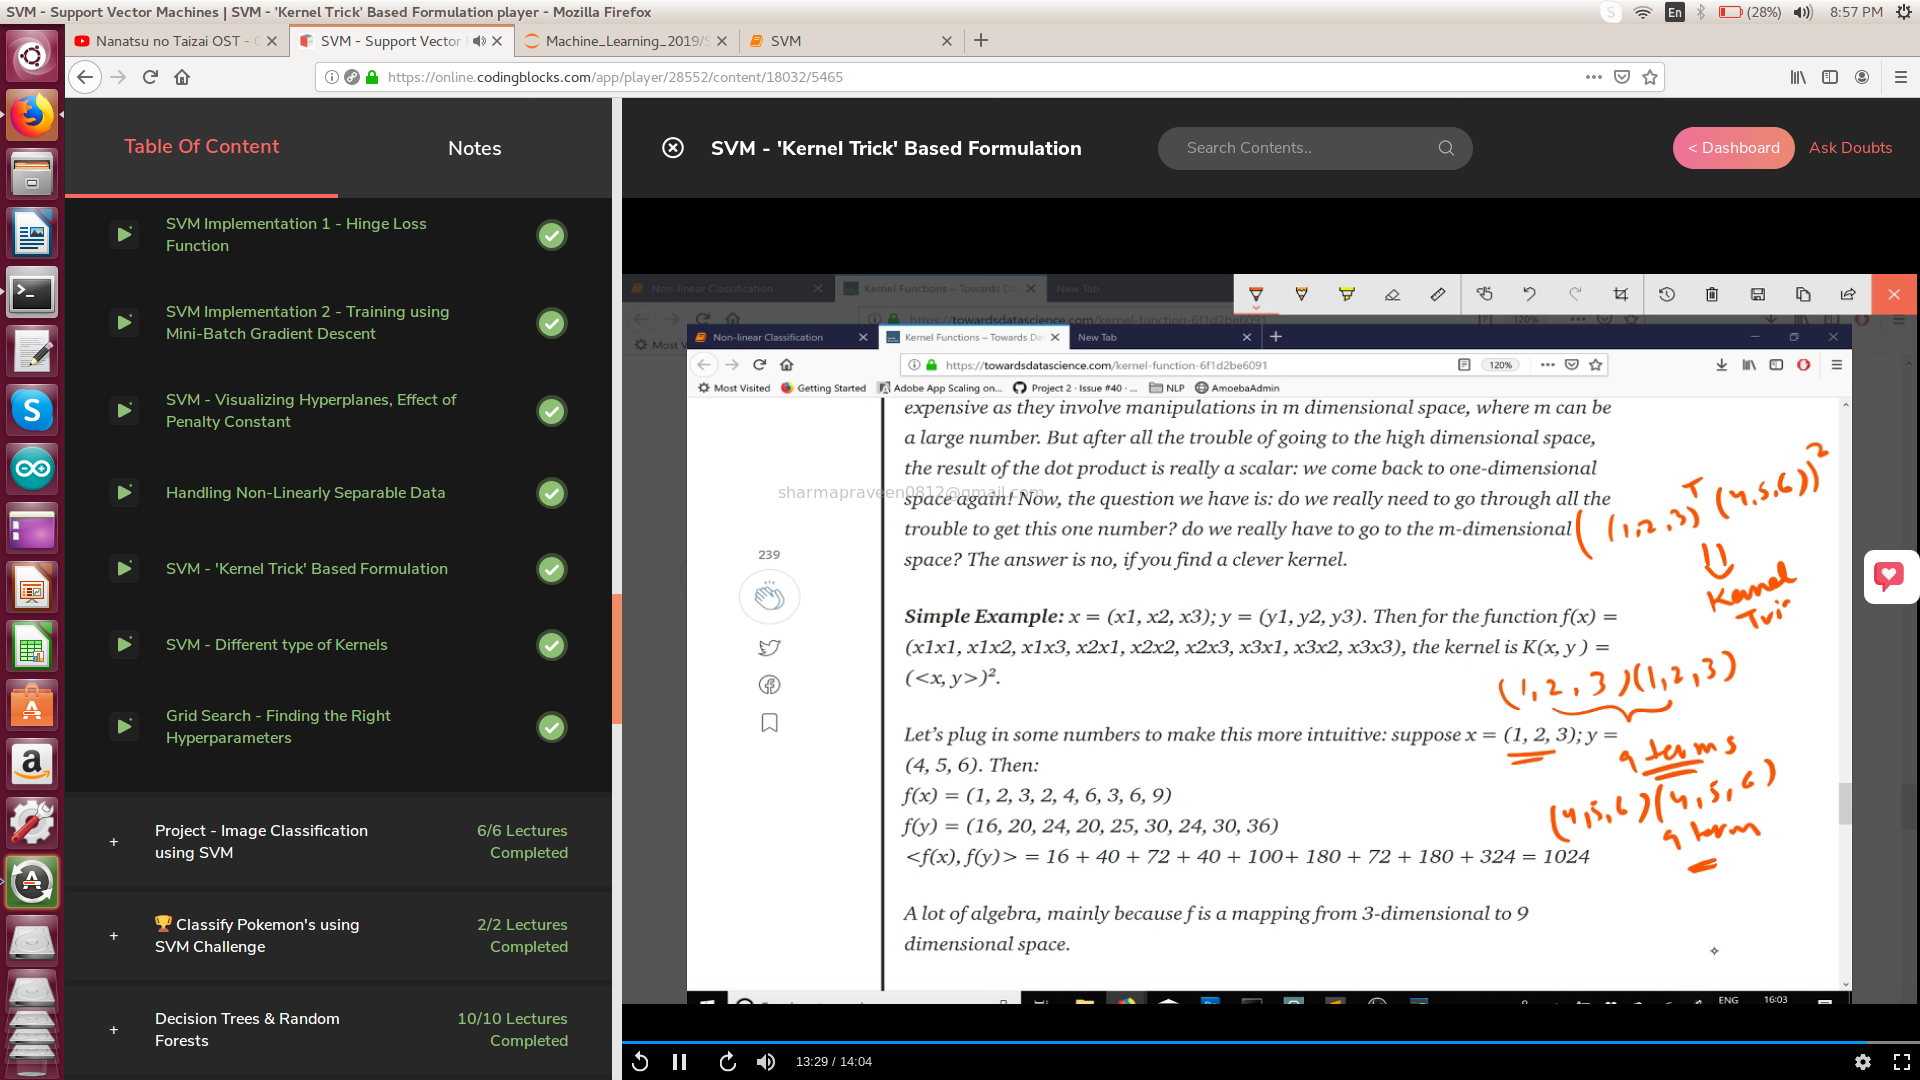 SVM - Support Vector Machines | SVM - 'Kernel Trick' Based Formulation player - Mozilla Firefox
En
(28%)
8:57 PM
Nanatsu no Taizai OST -
SVM - Support Vector
Machine_Learning_2019/
SVM
https://online.codingblocks.com/app/player/28552/content/18032/5465
Table Of Content
Notes
SVM Implementation 1 - Hinge Loss
Function
SVM Implementation 2 - Training using
Mini-Batch Gradient Descent
SVM - Visualizing Hyperplanes, Effect of
Penalty Constant
Handling Non-Linearly Separable Data
SVM - 'Kernel Trick' Based Formulation
SVM - Different type of Kernels
Grid Search - Finding the Right
Hyperparameters
+ Project - Image Classification
using SVM
6/6 Lectures
Completed
+ Classify Pokemon's using
SVM Challenge
2/2 Lectures
Completed
+ Decision Trees & Random
Forests
10/10 Lectures
Completed
SVM - 'Kernel Trick' Based Formulation
Search Contents..
< Dashboard
Ask Doubts
Non-linear Classification
Kernel Functions – Towards Da
New Tab
https://towardsdatascience.com/kernel-function-6f1d2be6091
120%
Most V
Non-linear Classification
Kernel Functions – Towards Da
New Tab
https://towardsdatascience.com/kernel-function-6f1d2be6091
120%
Most Visited
Getting Started
Adobe App Scaling on...
Project 2 · Issue #40 · ...
NLP
AmoebaAdmin
expensive as they involve manipulations in m dimensional space, where m can be
a large number. But after all the trouble of going to the high dimensional space,
the result of the dot product is really a scalar: we come back to one-dimensional
space again! Now, the question we have is: do we really need to go through all the
trouble to get this one number? do we really have to go to the m-dimensional
space? The answer is no, if you find a clever kernel.
sharmapraveen0812@gmail.com
239
Simple Example: x = (x1, x2, x3); y = (y1, y2, y3). Then for the function f(x) =
(x1x1, x1x2, x1x3, x2x1, x2x2, x2x3, x3x1, x3x2, x3x3), the kernel is K(x, y ) =
(<x, y>)².
Let's plug in some numbers to make this more intuitive: suppose x = (1, 2, 3); y =
(4, 5, 6). Then:
f(x) = (1, 2, 3, 2, 4, 6, 3, 6, 9)
f(y) = (16, 20, 24, 20, 25, 30, 24, 30, 36)
<f(x), f(y)> = 16 + 40 + 72 + 40 + 100+ 180 + 72 + 180 + 324 = 1024
A lot of algebra, mainly because f is a mapping from 3-dimensional to 9
dimensional space.
((1,2,3)ᵀ(4,5,6))²
Kernel
Tri
(1,2,3)(1,2,3)
9 terms
(4,5,6)(4,5,6)
9 term
ENG
16:03
13:29 / 14:04